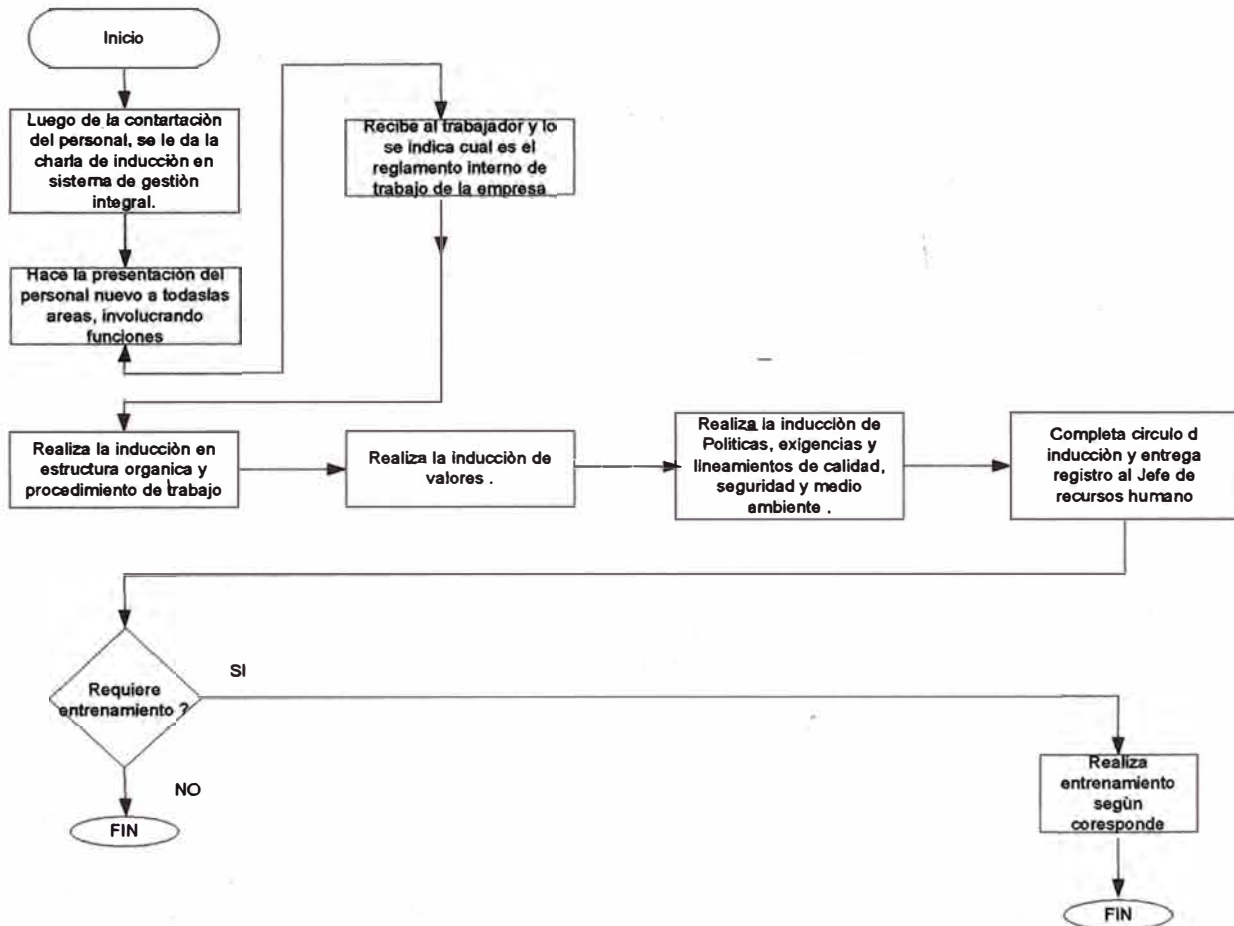 Inicio
Luego de la contartaciòn
del personal, se le da la
charla de inducciòn en
sistema de gestiòn
integral.
Recibe al trabajador y lo
se indica cual es el
reglamento interno de
trabajo de la empresa
Hace la presentaciòn del
personal nuevo a todaslas
areas, involucrando
funciones
Realiza la inducciòn en
estructura organica y
procedimiento de trabajo
Realiza la inducciòn de
valores .
Realiza la inducciòn de
Politicas, exigencias y
lineamientos de calidad,
seguridad y medio
ambiente .
Completa circulo d
inducciòn y entrega
registro al Jefe de
recursos humano
Requiere
entrenamiento ?
SI
NO
FIN
Realiza
entrenamiento
segùn
coresponde
FIN